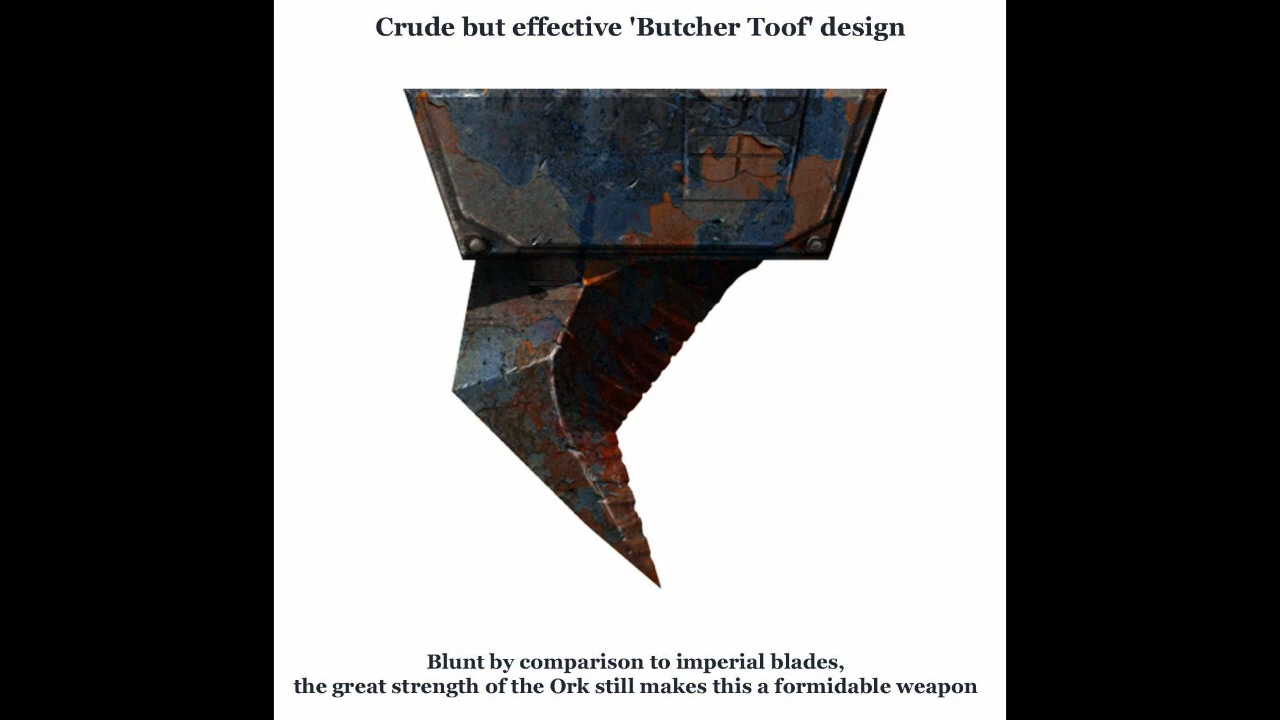 Crude but effective 'Butcher Toof' design
Blunt by comparison to imperial blades,
the great strength of the Ork still makes this a formidable weapon